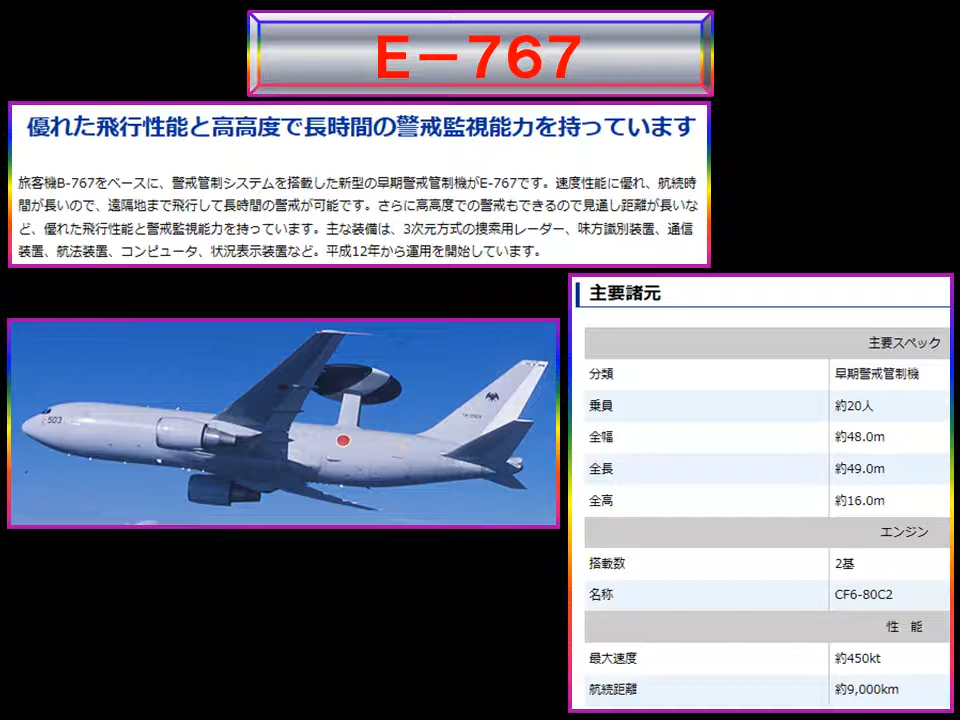 E－767
優れた飛行性能と高高度で長時間の警戒監視能力を持っています
旅客機B-767をベースに、警戒管制システムを搭載した新型の早期警戒管制機がE-767です。速度性能に優れ、航続時
間が長いので、遠隔地まで飛行して長時間の警戒が可能です。さらに高高度での警戒もできるので見通し距離が長いな
ど、優れた飛行性能と警戒監視能力を持っています。主な装備は、3次元方式の捜索用レーダー、味方識別装置、通信
装置、航法装置、コンピュータ、状況表示装置など。平成12年から運用を開始しています。
主要諸元
主要スペック
分類 早期警戒管制機
乗員 約20人
全幅 約48.0m
全長 約49.0m
全高 約16.0m
エンジン
搭載数 2基
名称 CF6-80C2
性　能
最大速度 約450kt
航続距離 約9,000km
503